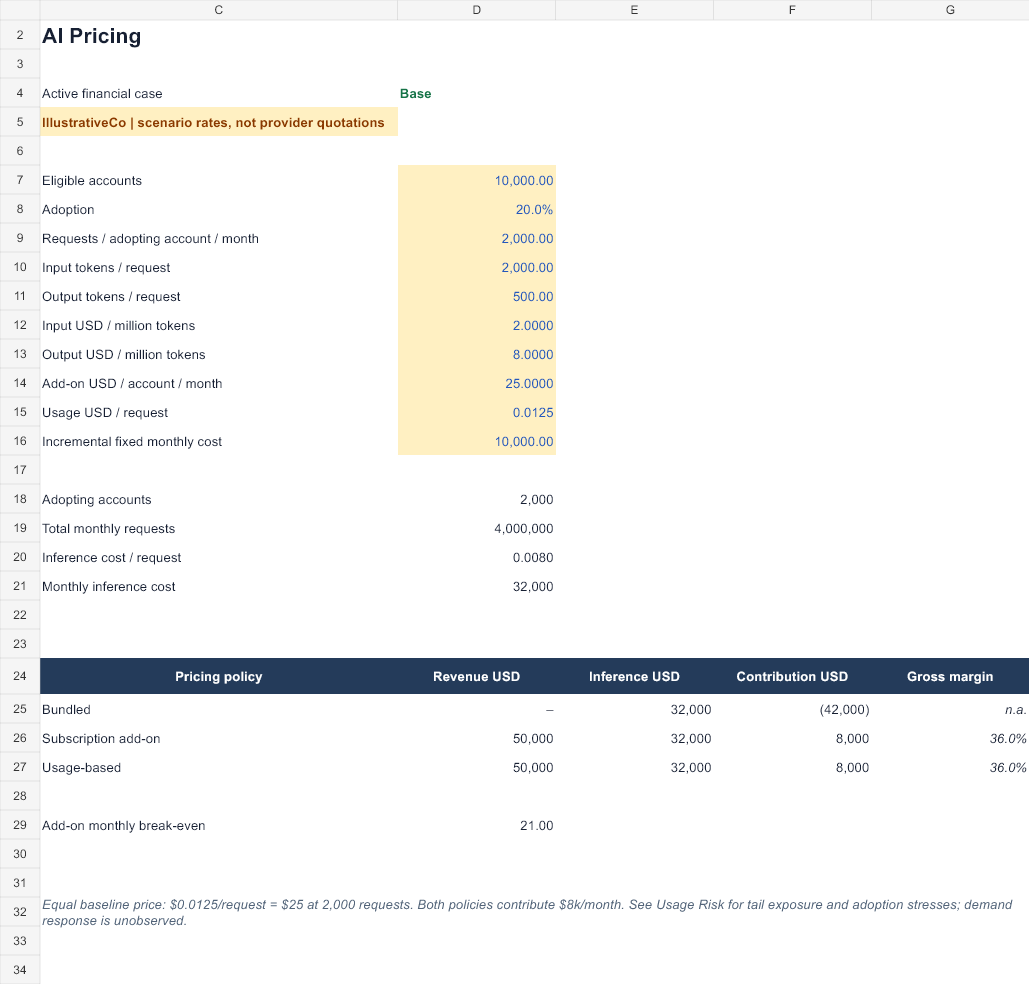 C D E F G
2 AI Pricing
3
4 Active financial case Base
5 IllustrativeCo | scenario rates, not provider quotations
6
7 Eligible accounts 10,000.00
8 Adoption 20.0%
9 Requests / adopting account / month 2,000.00
10 Input tokens / request 2,000.00
11 Output tokens / request 500.00
12 Input USD / million tokens 2.0000
13 Output USD / million tokens 8.0000
14 Add-on USD / account / month 25.0000
15 Usage USD / request 0.0125
16 Incremental fixed monthly cost 10,000.00
17
18 Adopting accounts 2,000
19 Total monthly requests 4,000,000
20 Inference cost / request 0.0080
21 Monthly inference cost 32,000
22
23
24 Pricing policy Revenue USD Inference USD Contribution USD Gross margin
25 Bundled – 32,000 (42,000) n.a.
26 Subscription add-on 50,000 32,000 8,000 36.0%
27 Usage-based 50,000 32,000 8,000 36.0%
28
29 Add-on monthly break-even 21.00
30
31
32 Equal baseline price: $0.0125/request = $25 at 2,000 requests. Both policies contribute $8k/month. See Usage Risk for tail exposure and adoption stresses; demand
response is unobserved.
33
34